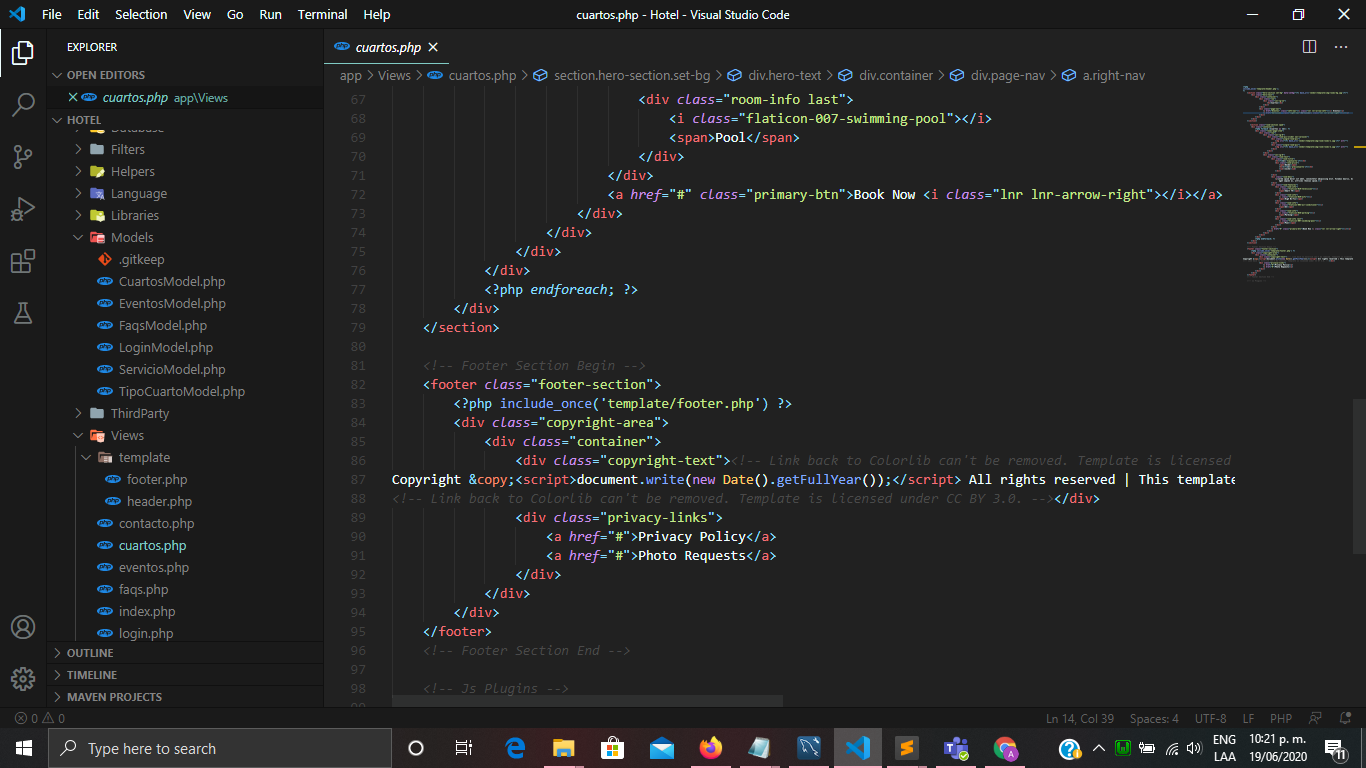 File Edit Selection View Go Run Terminal Help cuartos.php - Hotel - Visual Studio Code
EXPLORER
OPEN EDITORS
cuartos.php app\Views
HOTEL
Database
Filters
Helpers
Language
Libraries
Models
.gitkeep
CuartosModel.php
EventosModel.php
FaqsModel.php
LoginModel.php
ServicioModel.php
TipoCuartoModel.php
ThirdParty
Views
template
footer.php
header.php
contacto.php
cuartos.php
eventos.php
faqs.php
index.php
login.php
OUTLINE
TIMELINE
MAVEN PROJECTS
cuartos.php
app > Views > cuartos.php > section.hero-section.set-bg > div.hero-text > div.container > div.page-nav > a.right-nav
67 <div class="room-info last">
68 <i class="flaticon-007-swimming-pool"></i>
69 <span>Pool</span>
70 </div>
71 </div>
72 <a href="#" class="primary-btn">Book Now <i class="lnr lnr-arrow-right"></i></a>
73 </div>
74 </div>
75 </div>
76 </div>
77 <?php endforeach; ?>
78 </div>
79 </section>
80
81 <!-- Footer Section Begin -->
82 <footer class="footer-section">
83 <?php include_once('template/footer.php') ?>
84 <div class="copyright-area">
85 <div class="container">
86 <div class="copyright-text"><!-- Link back to Colorlib can't be removed. Template is licensed
87 Copyright &copy;<script>document.write(new Date().getFullYear());</script> All rights reserved | This template
88 <!-- Link back to Colorlib can't be removed. Template is licensed under CC BY 3.0. --></div>
89 <div class="privacy-links">
90 <a href="#">Privacy Policy</a>
91 <a href="#">Photo Requests</a>
92 </div>
93 </div>
94 </div>
95 </footer>
96 <!-- Footer Section End -->
97
98 <!-- Js Plugins -->
0 0 Ln 14, Col 39 Spaces: 4 UTF-8 LF PHP
Type here to search
ENG 10:21 p. m.
LAA 19/06/2020
11